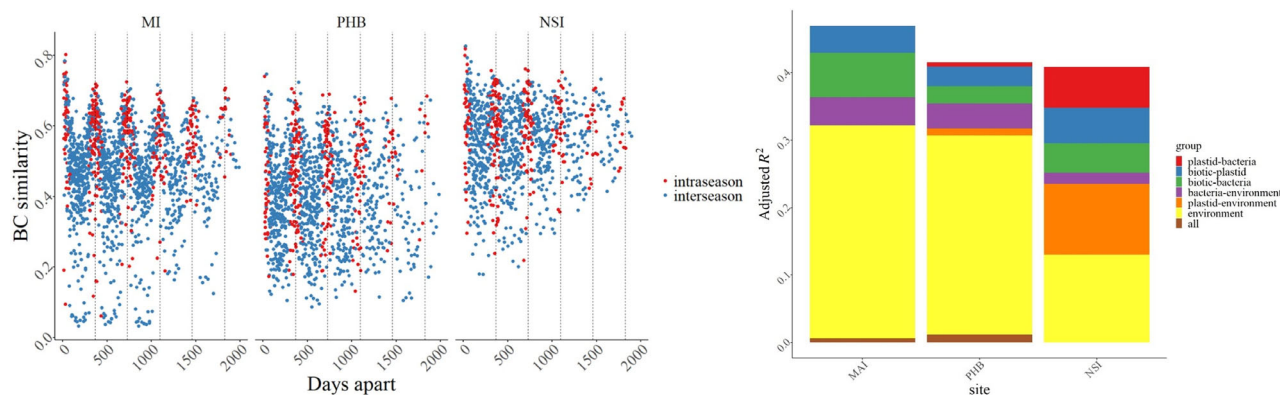 MI
PHB
NSI
BC similarity
0.8
0.6
0.4
0.2
0.0
0
500
1000
1500
2000
0
500
1000
1500
2000
0
500
1000
1500
2000
Days apart
intraseason
interseason
Adjusted R²
0.4
0.3
0.2
0.1
0.0
MAI
PHB
NSI
site
group
plastid-bacteria
biotic-plastid
biotic-bacteria
bacteria-environment
plastid-environment
environment
all